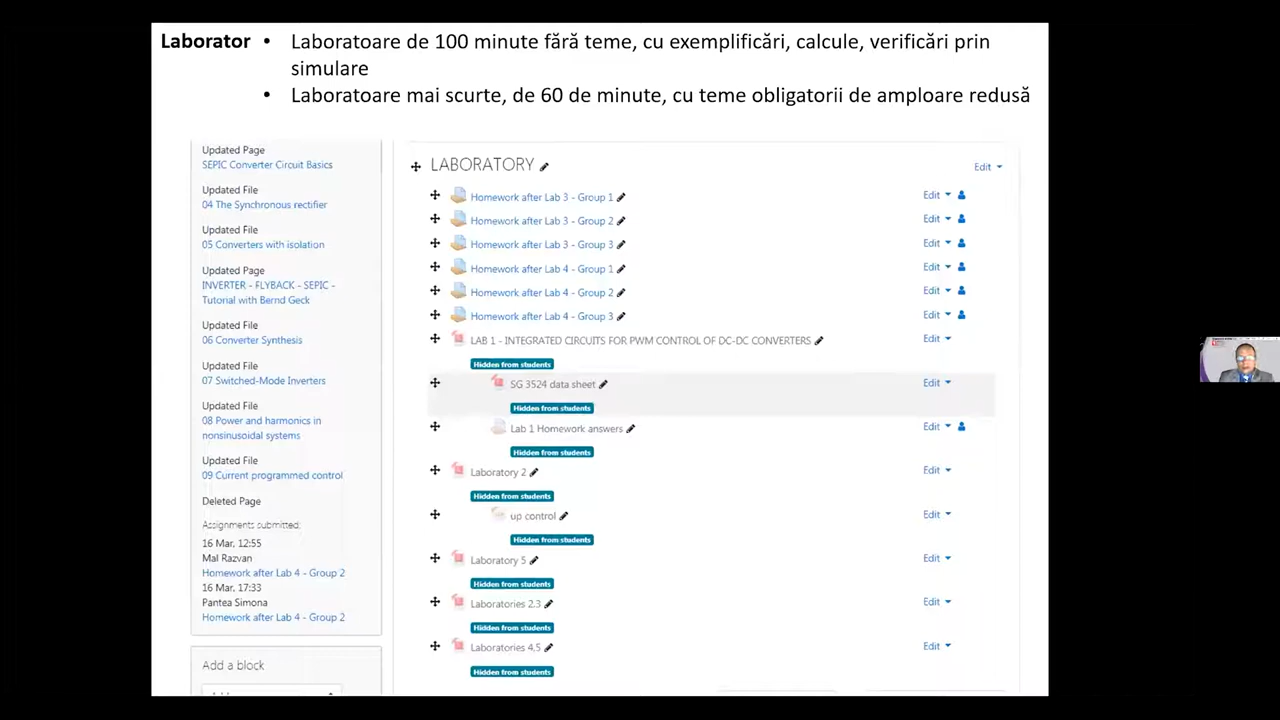 Laborator
• Laboratoare de 100 minute fără teme, cu exemplificări, calcule, verificări prin
simulare
• Laboratoare mai scurte, de 60 de minute, cu teme obligatorii de amploare redusă
Updated Page
SEPIC Converter Circuit Basics
Updated File
04 The Synchronous rectifier
Updated File
05 Converters with isolation
Updated Page
INVERTER - FLYBACK - SEPIC -
Tutorial with Bernd Geck
Updated File
06 Converter Synthesis
Updated File
07 Switched-Mode Inverters
Updated File
08 Power and harmonics in
nonsinusoidal systems
Updated File
09 Current programmed control
Deleted Page
Assignments submitted:
16 Mar, 12:55
Mal Razvan
Homework after Lab 4 - Group 2
16 Mar, 17:33
Pantea Simona
Homework after Lab 4 - Group 2
Add a block
LABORATORY
Edit
Homework after Lab 3 - Group 1
Edit
Homework after Lab 3 - Group 2
Edit
Homework after Lab 3 - Group 3
Edit
Homework after Lab 4 - Group 1
Edit
Homework after Lab 4 - Group 2
Edit
Homework after Lab 4 - Group 3
Edit
LAB 1 - INTEGRATED CIRCUITS FOR PWM CONTROL OF DC-DC CONVERTERS
Edit
Hidden from students
SG 3524 data sheet
Edit
Hidden from students
Lab 1 Homework answers
Edit
Hidden from students
Laboratory 2
Edit
Hidden from students
up control
Edit
Hidden from students
Laboratory 5
Edit
Hidden from students
Laboratories 2,3
Edit
Hidden from students
Laboratories 4,5
Edit
Hidden from students